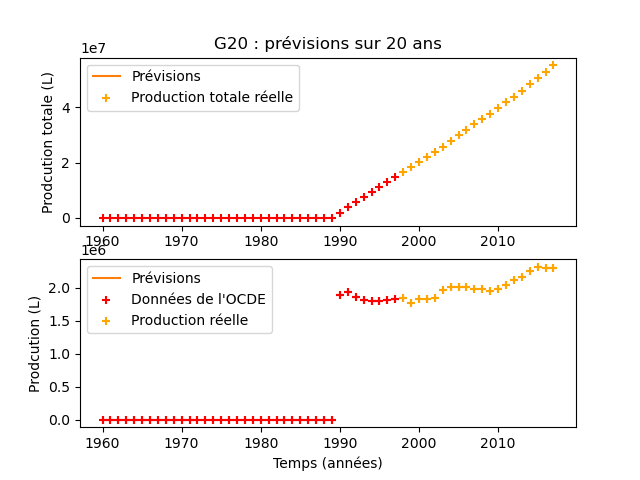 G20 : prévisions sur 20 ans
1e7
Prodcution totale (L)
4
2
0
Prévisions
Production totale réelle
1960 1970 1980 1990 2000 2010
1e6
Prodcution (L)
2.0
1.5
1.0
0.5
0.0
Prévisions
Données de l'OCDE
Production réelle
1960 1970 1980 1990 2000 2010
Temps (années)